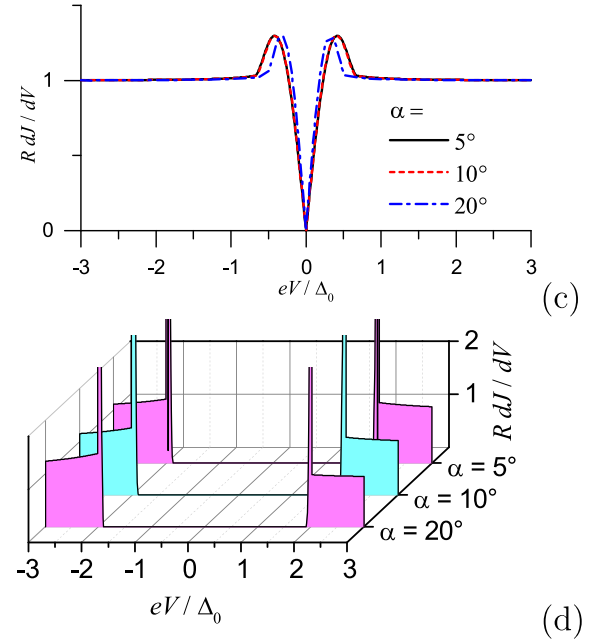 R dJ / dV
1
0
α =
5°
10°
20°
-3 -2 -1 0 1 2 3
eV / Δ₀
(c)
2
1
R dJ / dV
α = 5°
α = 10°
α = 20°
-3 -2 -1 0 1 2 3
eV / Δ₀
(d)